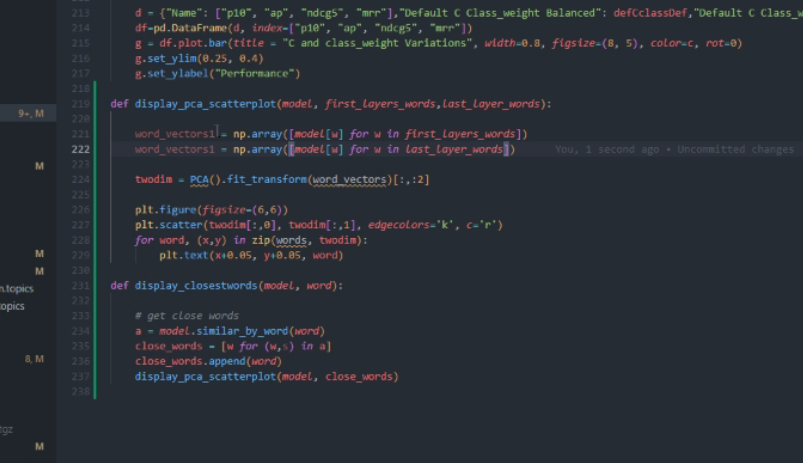 213 d = {"Name": ["p10", "ap", "ndcg5", "mrr"],"Default C Class_weight Balanced": defCclassDef,"Default C Class_w
214 df=pd.DataFrame(d, index=["p10", "ap", "ndcg5", "mrr"])
215 g = df.plot.bar(title = "C and class_weight Variations", width=0.8, figsize=(8, 5), color=c, rot=0)
216 g.set_ylim(0.25, 0.4)
217 g.set_ylabel("Performance")
218
9+, M
219 def display_pca_scatterplot(model, first_layers_words,last_layer_words):
220
221 word_vectors1 = np.array([model[w] for w in first_layers_words])
222 word_vectors1 = np.array([model[w] for w in last_layer_words]) You, 1 second ago • Uncommitted changes
223
M
224 twodim = PCA().fit_transform(word_vectors)[:,:2]
225
226 plt.figure(figsize=(6,6))
227 plt.scatter(twodim[:,0], twodim[:,1], edgecolors='k', c='r')
228 for word, (x,y) in zip(words, twodim):
M
229 plt.text(x+0.05, y+0.05, word)
M
230
n.topics
231 def display_closestwords(model, word):
opics
232
233 # get close words
234 a = model.similar_by_word(word)
235 close_words = [w for (w,s) in a]
8, M
236 close_words.append(word)
237 display_pca_scatterplot(model, close_words)
238
tgz
M